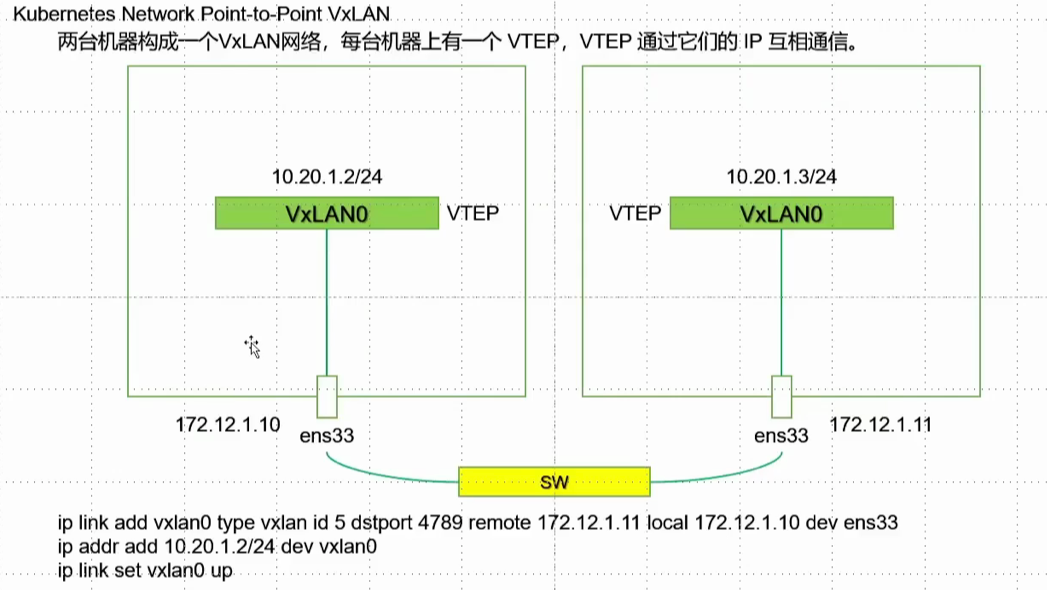 Kubernetes Network Point-to-Point VxLAN
两台机器构成一个VxLAN网络，每台机器上有一个 VTEP，VTEP 通过它们的 IP 互相通信。
10.20.1.2/24
10.20.1.3/24
VxLAN0
VTEP
VTEP
VxLAN0
172.12.1.10
ens33
ens33
172.12.1.11
SW
ip link add vxlan0 type vxlan id 5 dstport 4789 remote 172.12.1.11 local 172.12.1.10 dev ens33
ip addr add 10.20.1.2/24 dev vxlan0
ip link set vxlan0 up